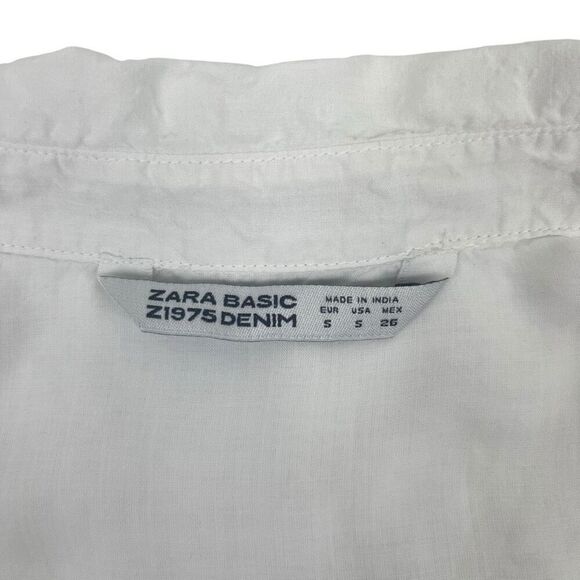 ZARA BASIC
Z1975 DENIM
MADE IN INDIA
EUR USA MEX
S S 26